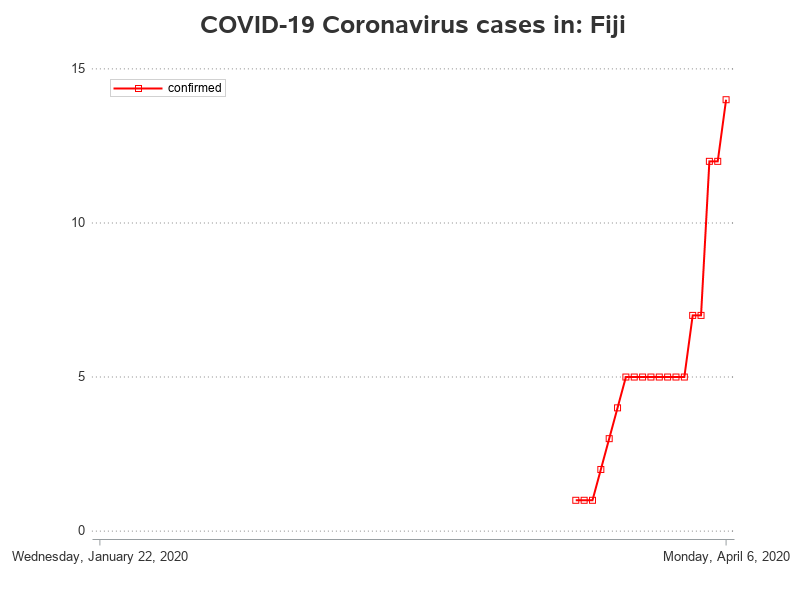 COVID-19 Coronavirus cases in: Fiji
15
confirmed
10
5
0
Wednesday, January 22, 2020
Monday, April 6, 2020